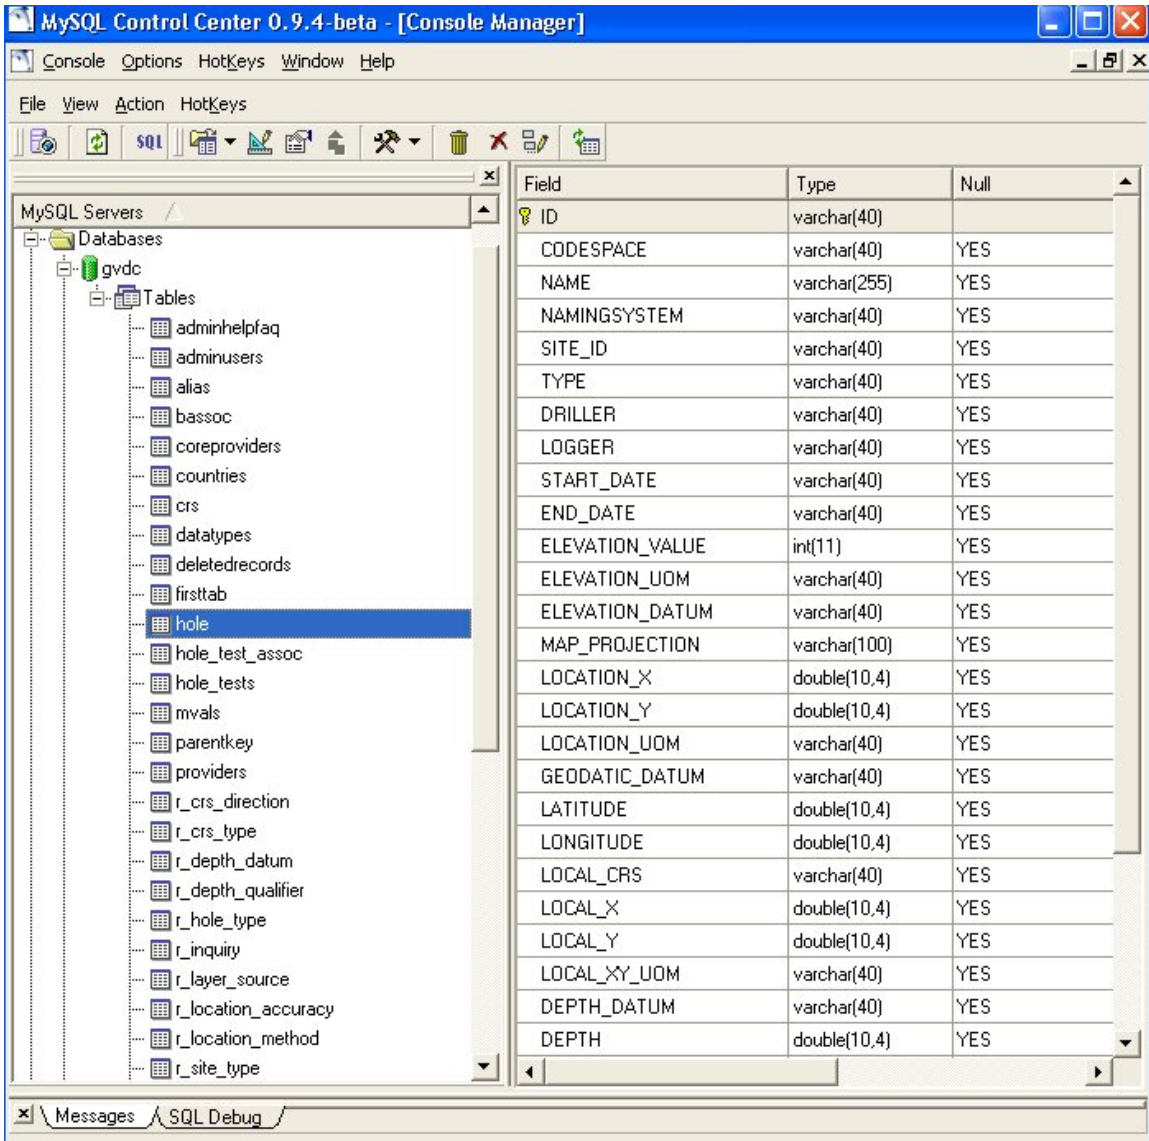 MySQL Control Center 0.9.4-beta - [Console Manager]
Console Options HotKeys Window Help
File View Action HotKeys
SQL
MySQL Servers
Databases
gvdc
Tables
adminhelpfaq
adminusers
alias
bassoc
coreproviders
countries
crs
datatypes
deletedrecords
firsttab
hole
hole_test_assoc
hole_tests
mvals
parentkey
providers
r_crs_direction
r_crs_type
r_depth_datum
r_depth_qualifier
r_hole_type
r_inquiry
r_layer_source
r_location_accuracy
r_location_method
r_site_type
Field Type Null
ID varchar(40)
CODESPACE varchar(40) YES
NAME varchar(255) YES
NAMINGSYSTEM varchar(40) YES
SITE_ID varchar(40) YES
TYPE varchar(40) YES
DRILLER varchar(40) YES
LOGGER varchar(40) YES
START_DATE varchar(40) YES
END_DATE varchar(40) YES
ELEVATION_VALUE int(11) YES
ELEVATION_UOM varchar(40) YES
ELEVATION_DATUM varchar(40) YES
MAP_PROJECTION varchar(100) YES
LOCATION_X double(10,4) YES
LOCATION_Y double(10,4) YES
LOCATION_UOM varchar(40) YES
GEODATIC_DATUM varchar(40) YES
LATITUDE double(10,4) YES
LONGITUDE double(10,4) YES
LOCAL_CRS varchar(40) YES
LOCAL_X double(10,4) YES
LOCAL_Y double(10,4) YES
LOCAL_XY_UOM varchar(40) YES
DEPTH_DATUM varchar(40) YES
DEPTH double(10,4) YES
Messages SQL Debug